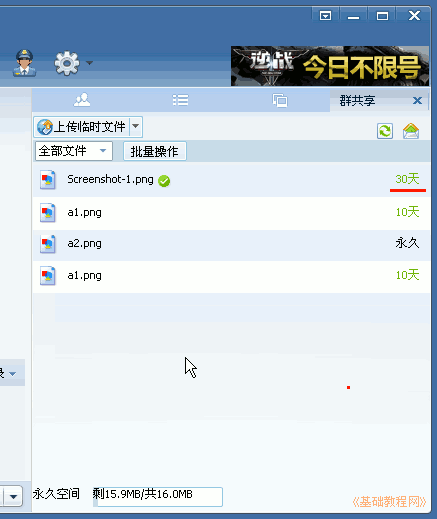 逆战 今日不限号
群共享
上传临时文件
全部文件 批量操作
Screenshot-1.png 30天
a1.png 10天
a2.png 永久
a1.png 10天
录
永久空间 剩15.9MB/共16.0MB
《基础教程网》